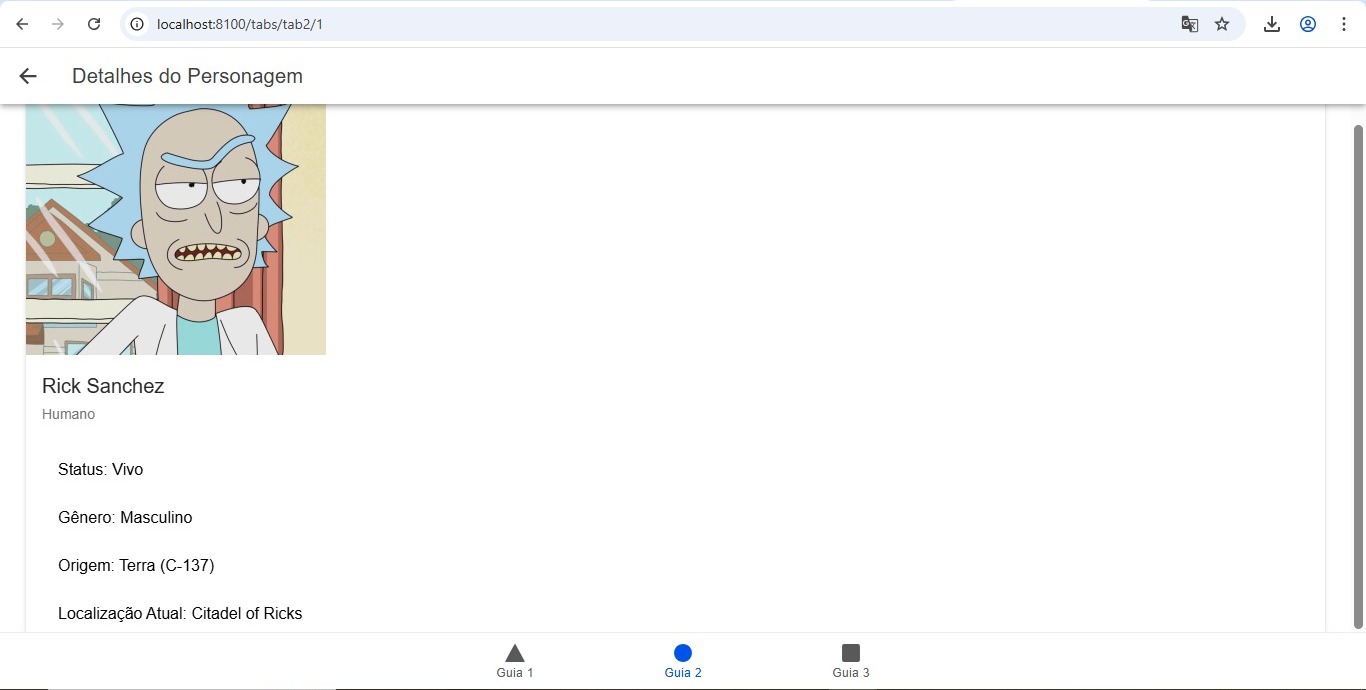 localhost:8100/tabs/tab2/1
Detalhes do Personagem
Rick Sanchez
Humano
Status: Vivo
Gênero: Masculino
Origem: Terra (C-137)
Localização Atual: Citadel of Ricks
Guia 1
Guia 2
Guia 3